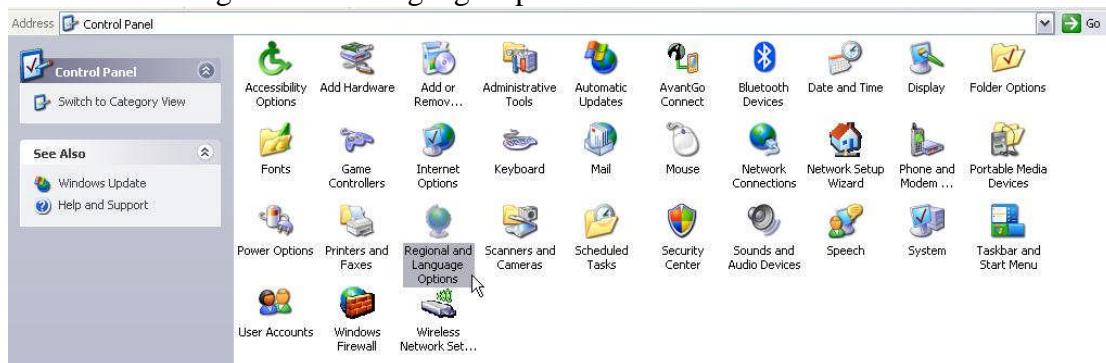 Address Control Panel Go
Control Panel
Switch to Category View
See Also
Windows Update
Help and Support
Accessibility Options
Add Hardware
Add or Remov...
Administrative Tools
Automatic Updates
AvantGo Connect
Bluetooth Devices
Date and Time
Display
Folder Options
Fonts
Game Controllers
Internet Options
Keyboard
Mail
Mouse
Network Connections
Network Setup Wizard
Phone and Modem ...
Portable Media Devices
Power Options
Printers and Faxes
Regional and Language Options
Scanners and Cameras
Scheduled Tasks
Security Center
Sounds and Audio Devices
Speech
System
Taskbar and Start Menu
User Accounts
Windows Firewall
Wireless Network Set...